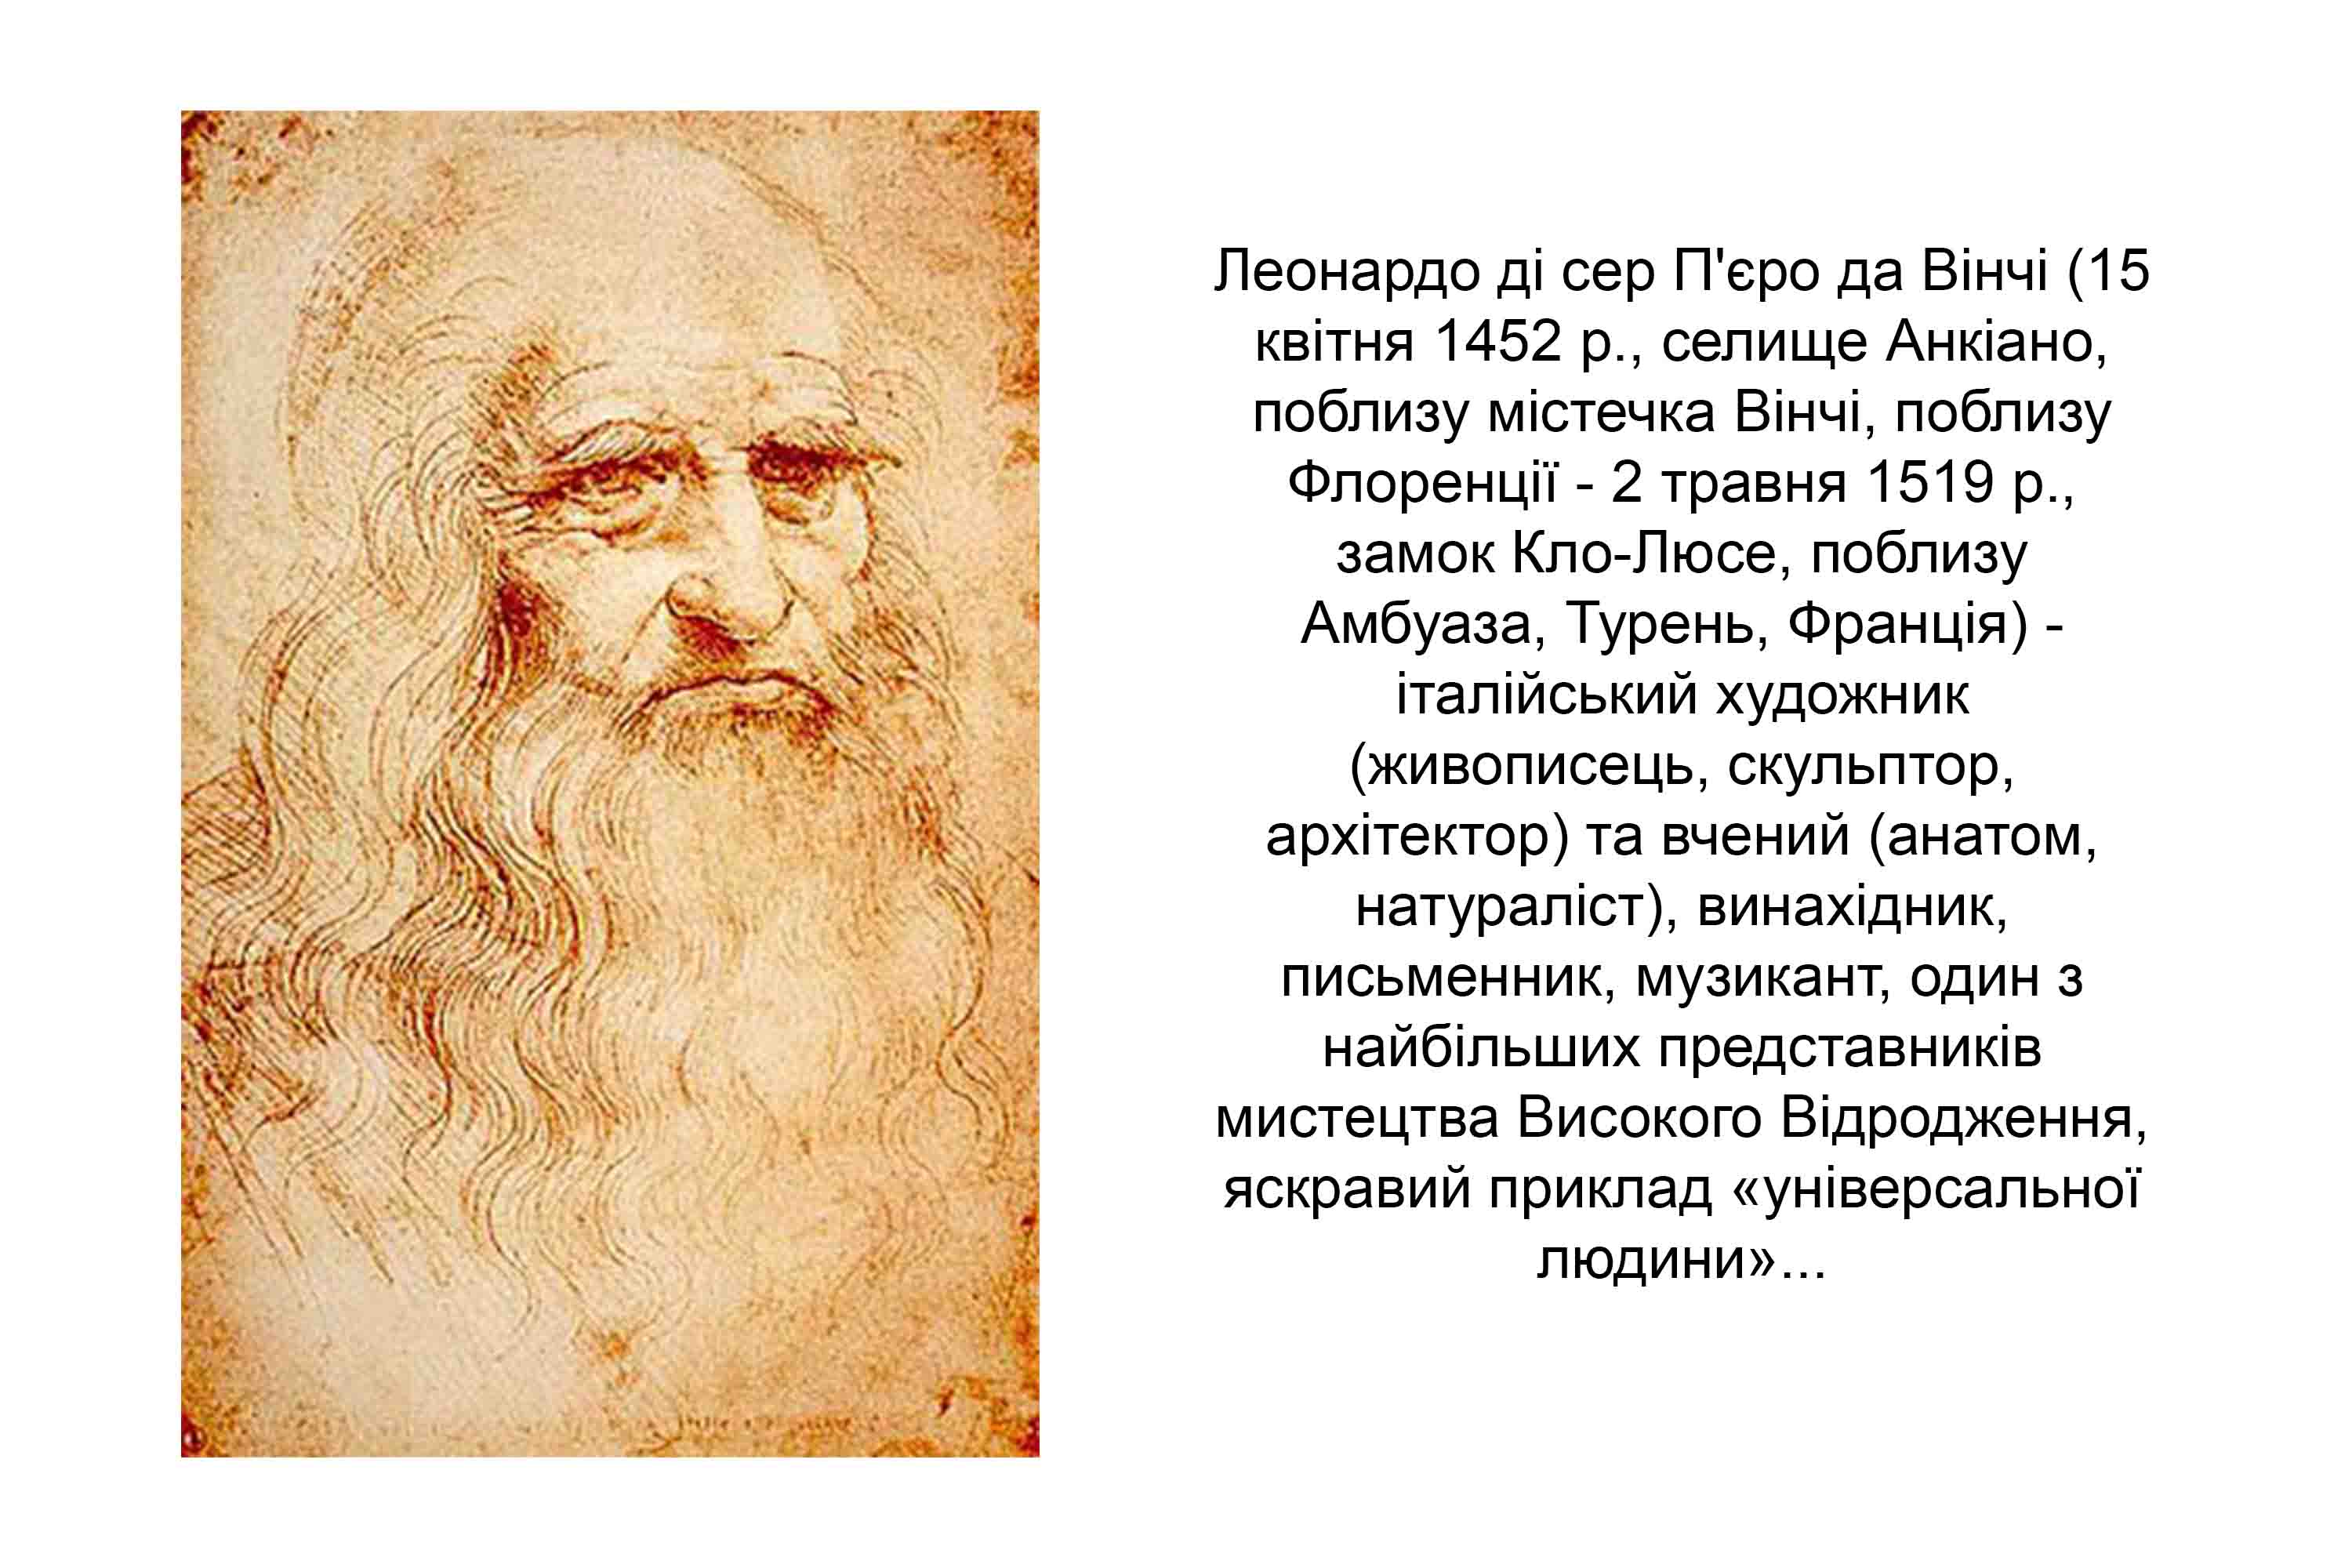 Леонардо ді сер П'єро да Вінчі (15
квітня 1452 р., селище Анкіано,
поблизу містечка Вінчі, поблизу
Флоренції - 2 травня 1519 р.,
замок Кло-Люсе, поблизу
Амбуаза, Турень, Франція) -
італійський художник
(живописець, скульптор,
архітектор) та вчений (анатом,
натураліст), винахідник,
письменник, музикант, один з
найбільших представників
мистецтва Високого Відродження,
яскравий приклад «універсальної
людини»...